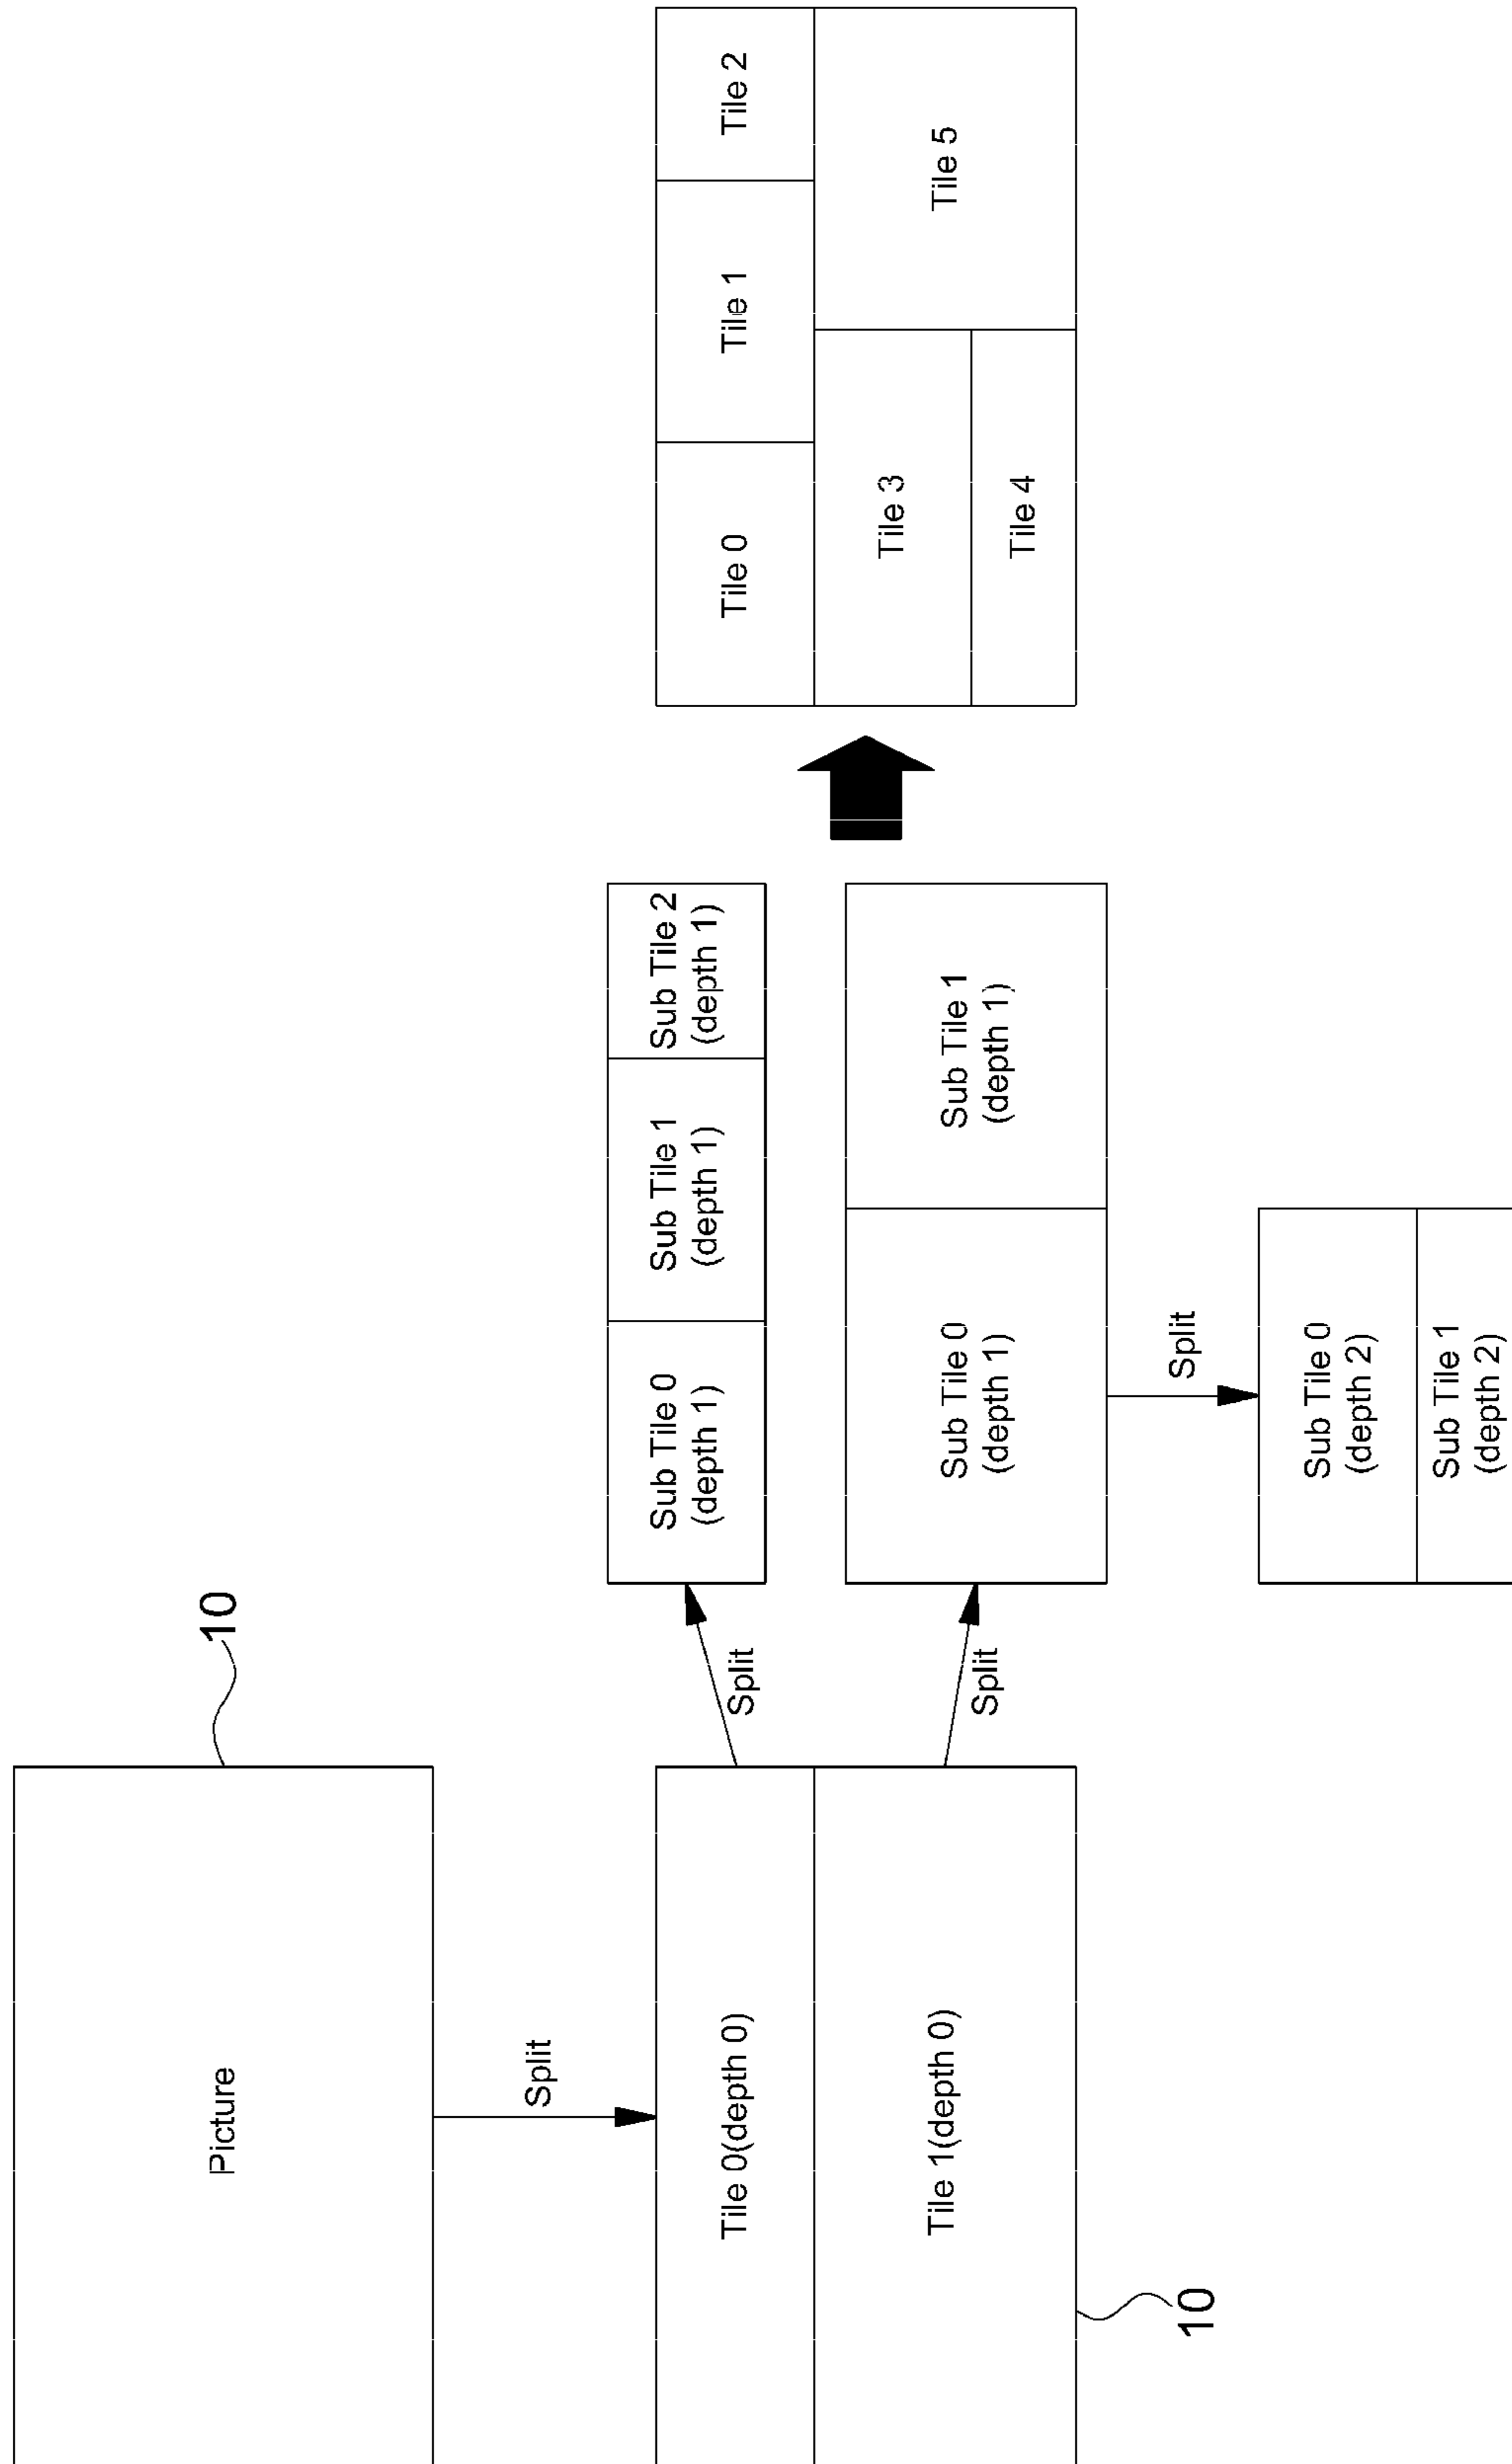 Picture
10
Split
Tile 0(depth 0)
Tile 1(depth 0)
10
Split
Split
Sub Tile 0
(depth 1)
Sub Tile 1
(depth 1)
Sub Tile 2
(depth 1)
Sub Tile 0
(depth 1)
Sub Tile 1
(depth 1)
Split
Sub Tile 0
(depth 2)
Sub Tile 1
(depth 2)
Tile 0
Tile 1
Tile 2
Tile 3
Tile 4
Tile 5